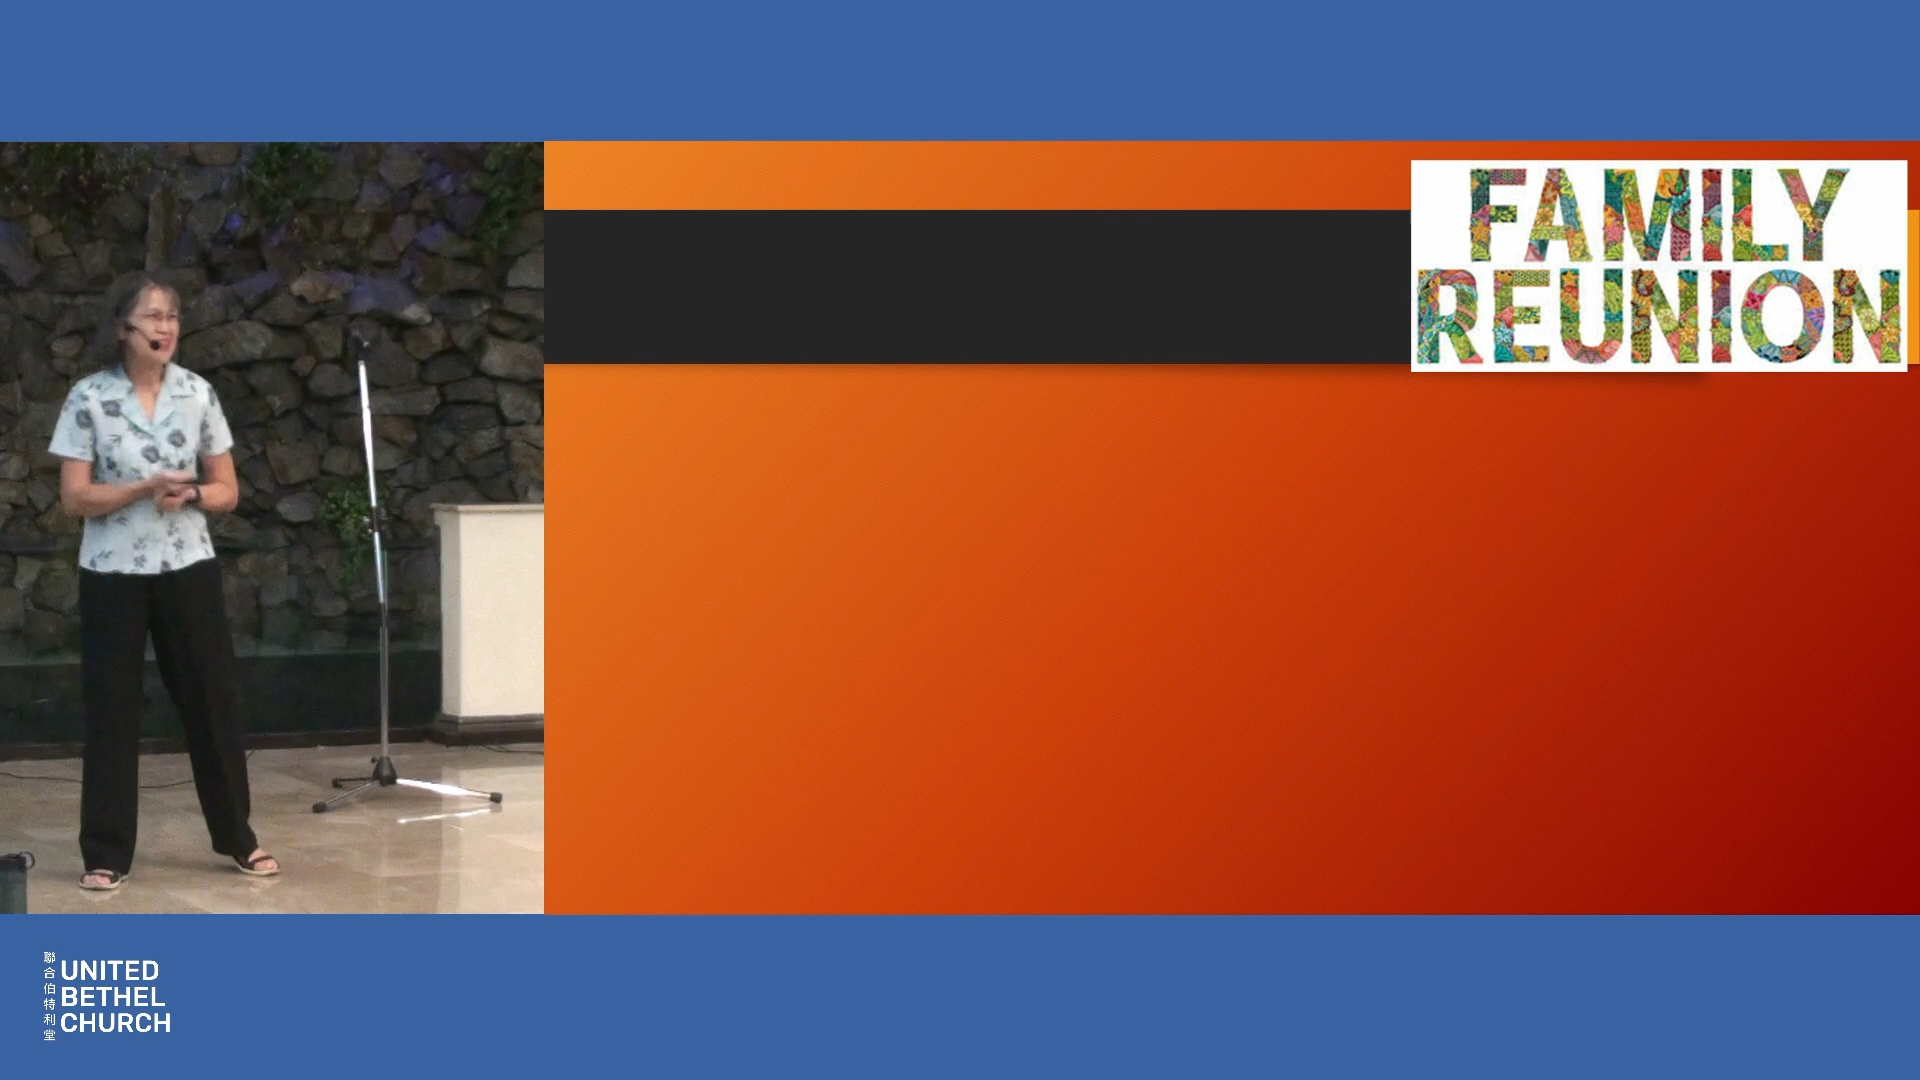 FAMILY
REUNION
聯合伯特利堂
UNITED
BETHEL
CHURCH